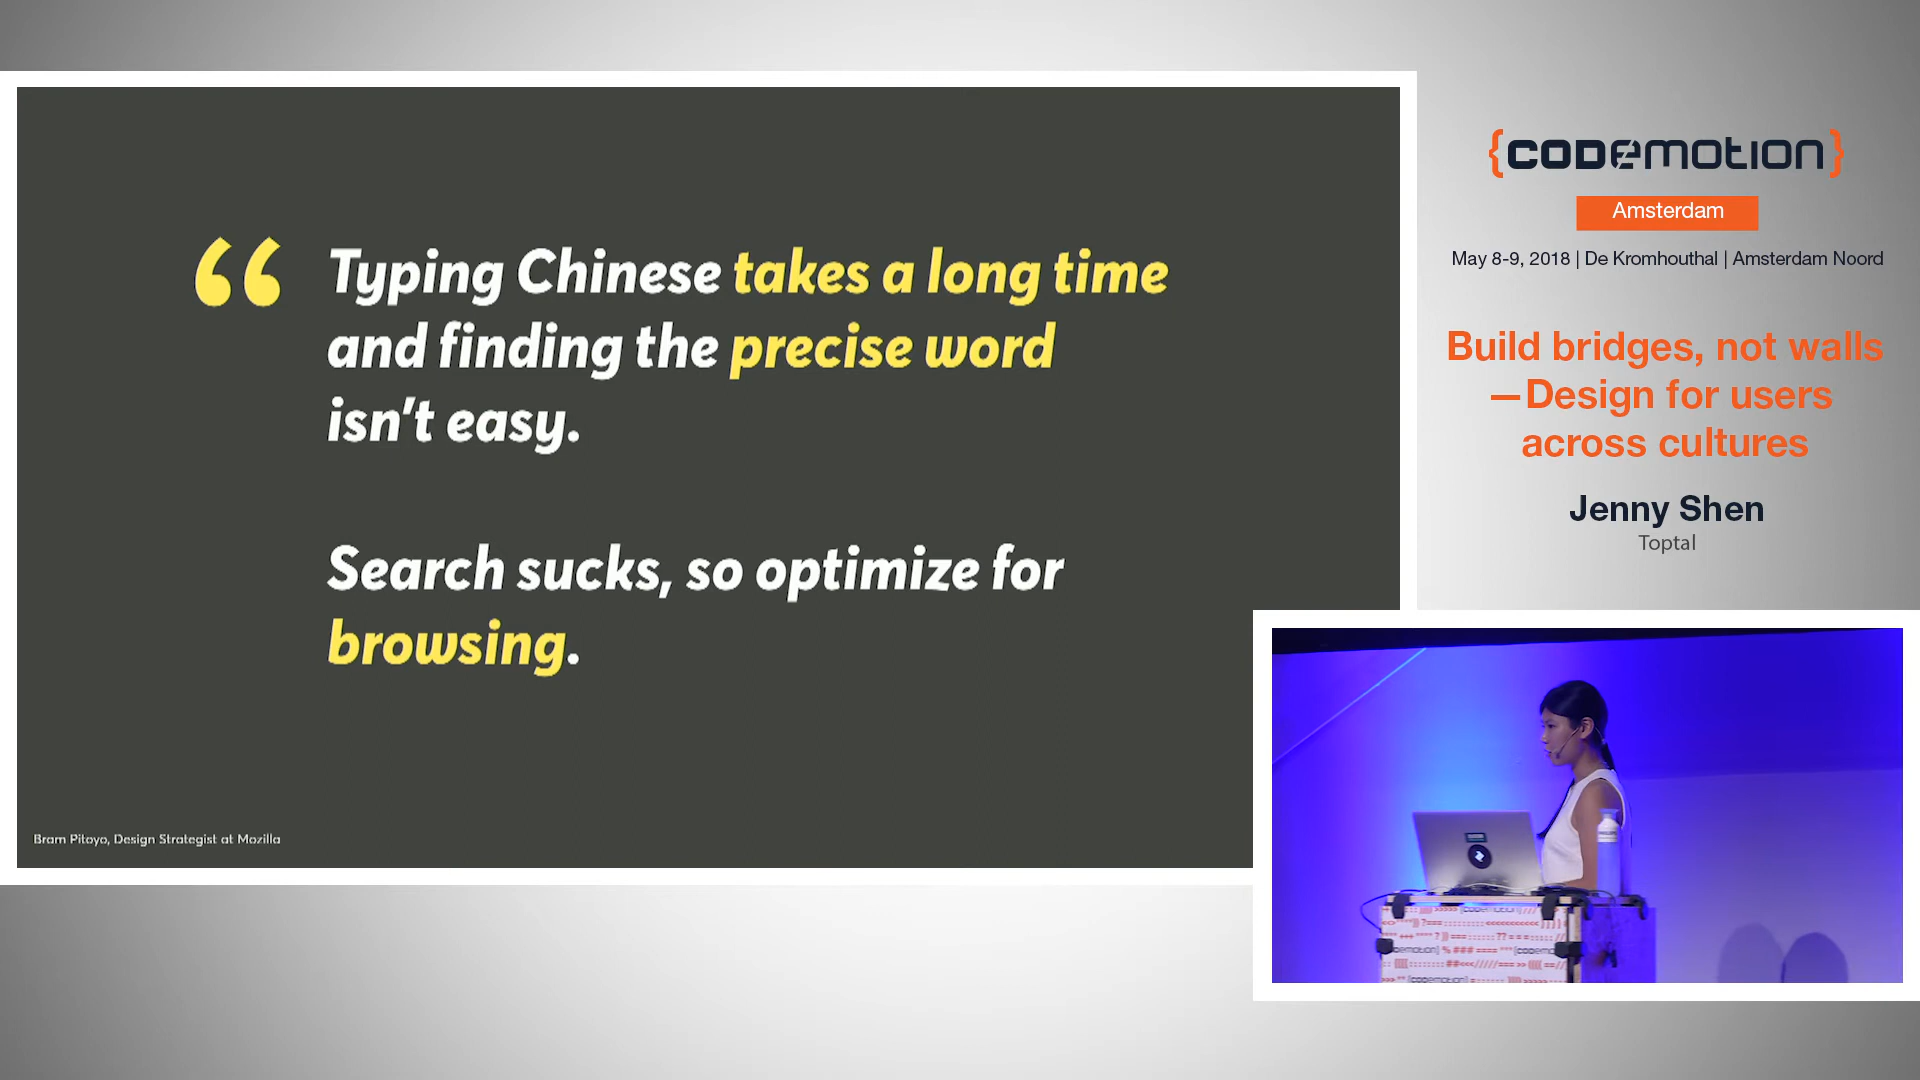 “ Typing Chinese takes a long time
and finding the precise word
isn't easy.
Search sucks, so optimize for
browsing.
Bram Pitoyo, Design Strategist at Mozilla
{CODEMOTION}
Amsterdam
May 8-9, 2018 | De Kromhouthal | Amsterdam Noord
Build bridges, not walls
—Design for users
across cultures
Jenny Shen
Toptal